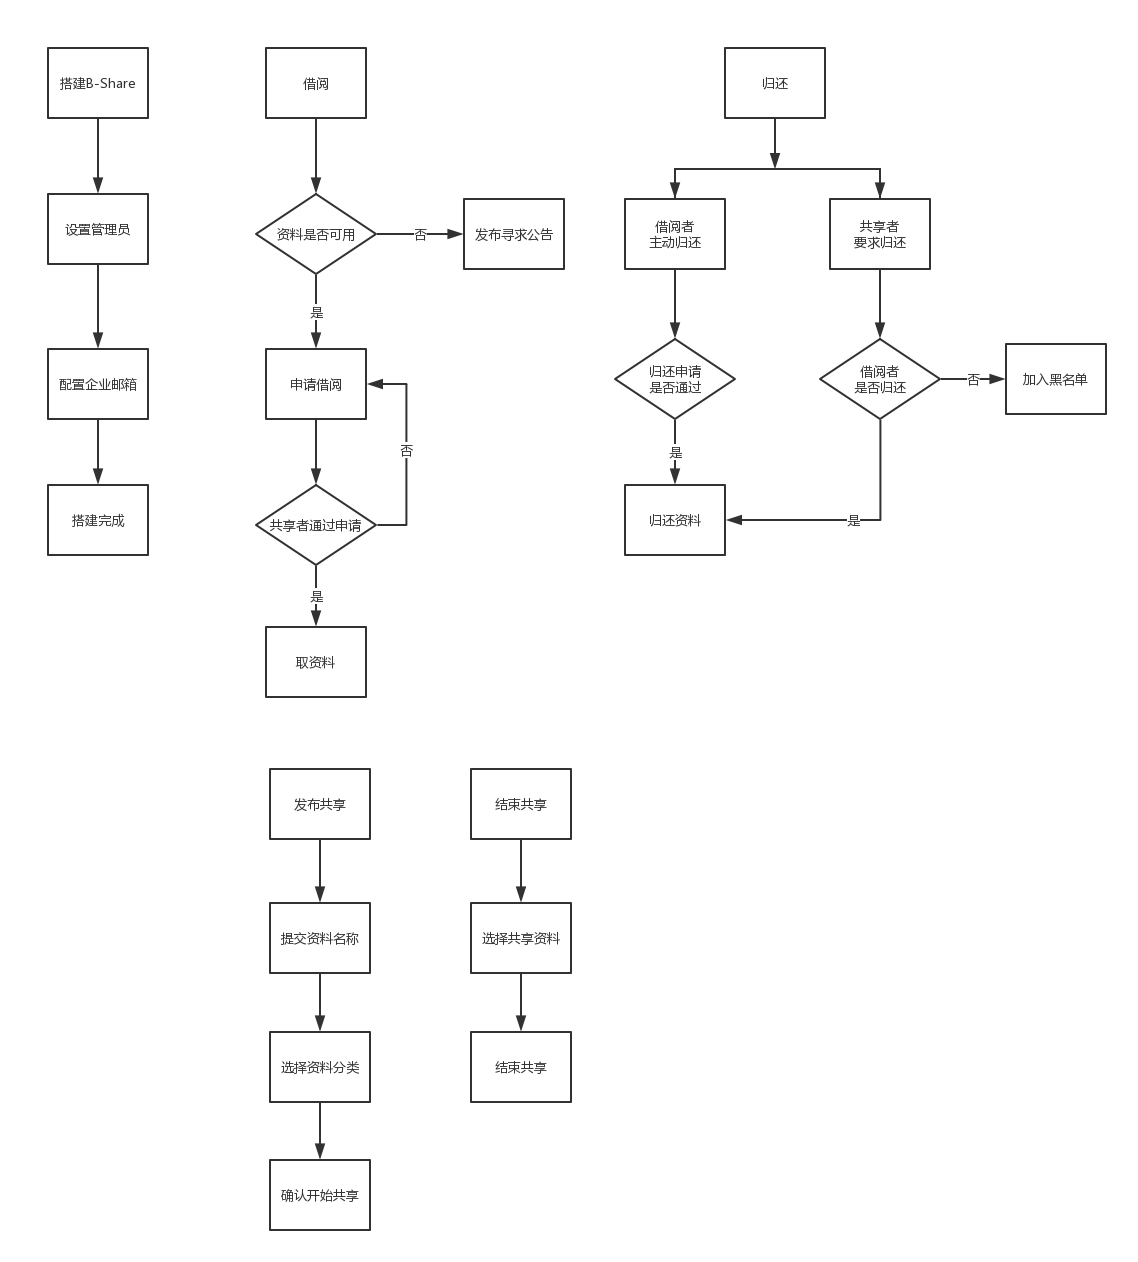 搭建B-Share
设置管理员
配置企业邮箱
搭建完成
借阅
资料是否可用
否
发布寻求公告
是
申请借阅
否
共享者通过申请
是
取资料
归还
借阅者
主动归还
共享者
要求归还
归还申请
是否通过
借阅者
是否归还
否
加入黑名单
是
归还资料
是
发布共享
提交资料名称
选择资料分类
确认开始共享
结束共享
选择共享资料
结束共享